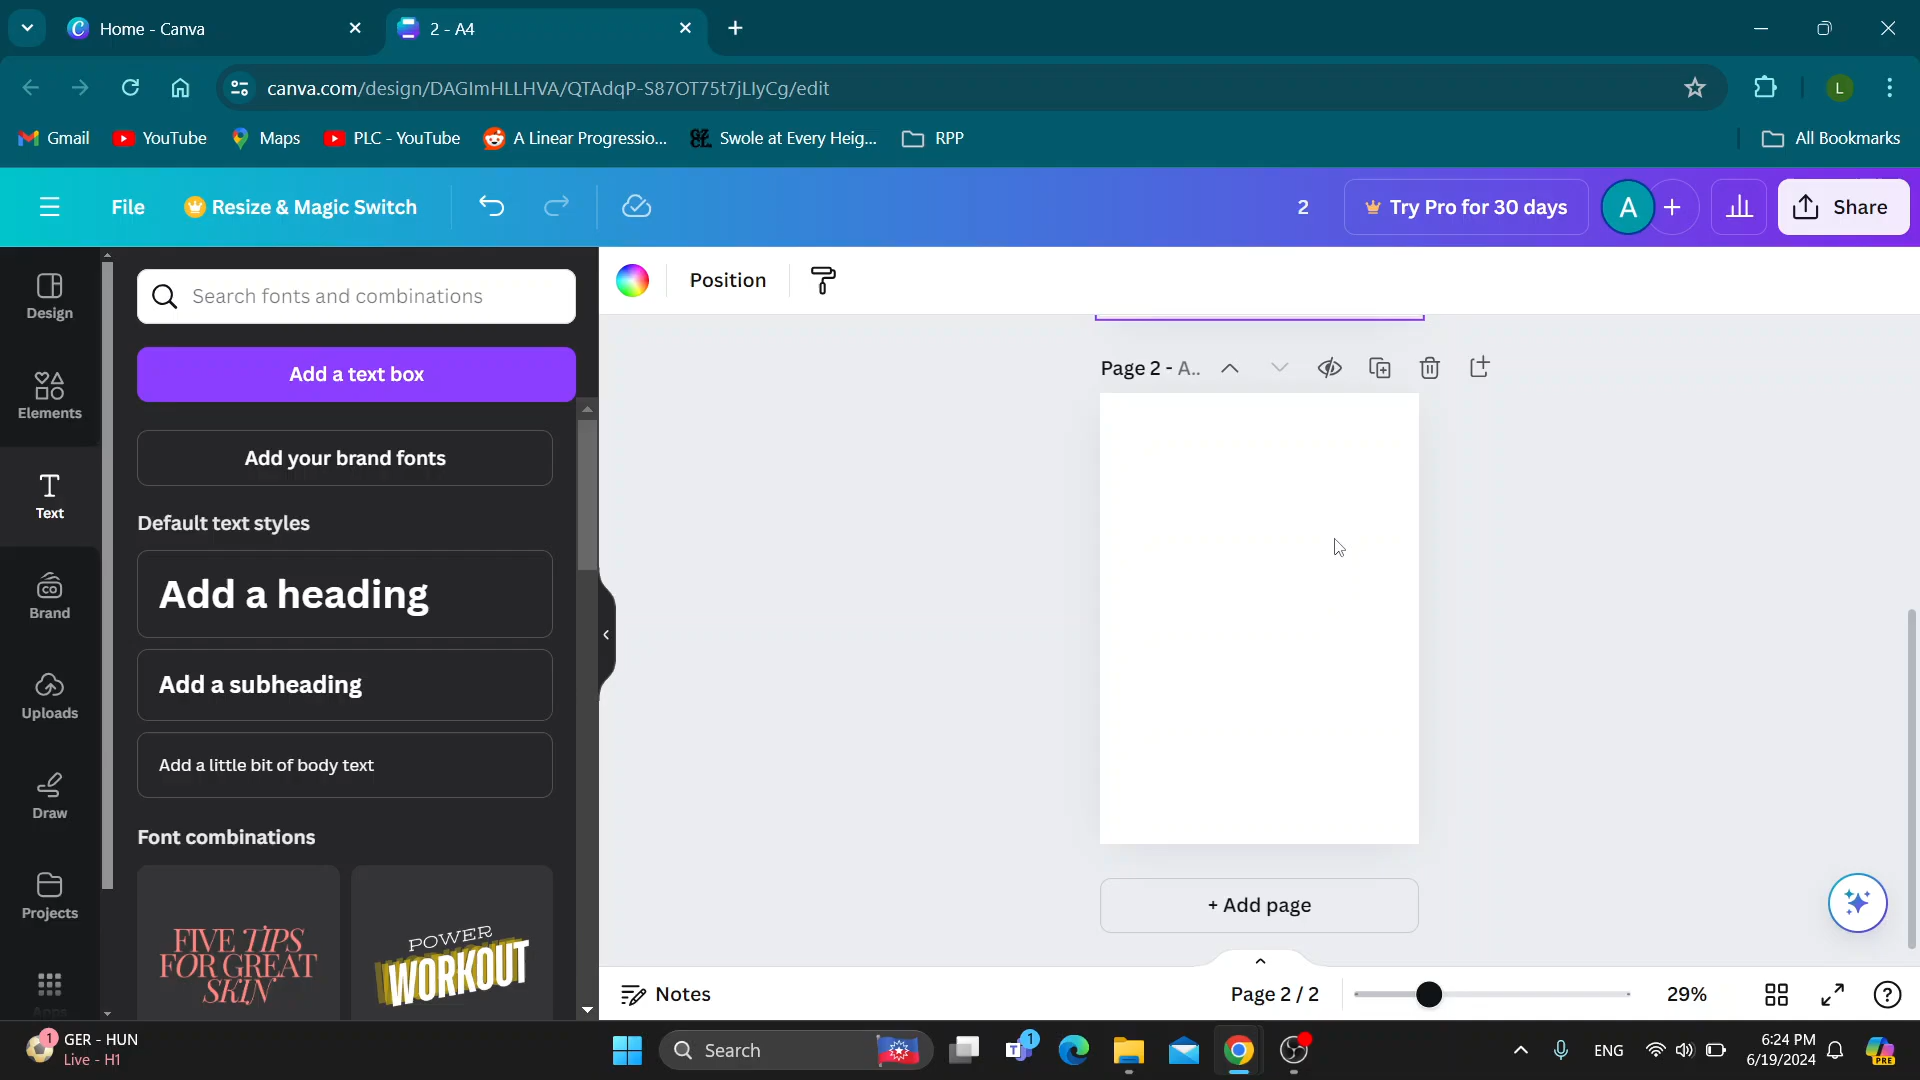 Home - Canva
2 - A4
canva.com/design/DAGImHLLHVA/QTAdqP-S87OT75t7jLIyCg/edit
L
Gmail
YouTube
Maps
PLC - YouTube
A Linear Progressio...
Swole at Every Heig...
RPP
All Bookmarks
File
Resize & Magic Switch
2
Try Pro for 30 days
A
Share
Design
Elements
Text
Brand
Uploads
Draw
Projects
Apps
Search fonts and combinations
Add a text box
Add your brand fonts
Default text styles
Add a heading
Add a subheading
Add a little bit of body text
Font combinations
FIVE TIPS
FOR GREAT
SKIN
POWER
WORKOUT
Position
Page 2 - A..
+ Add page
Notes
Page 2 / 2
29%
1
GER - HUN
Live - H1
Search
1
ENG
6:24 PM
6/19/2024
PRE